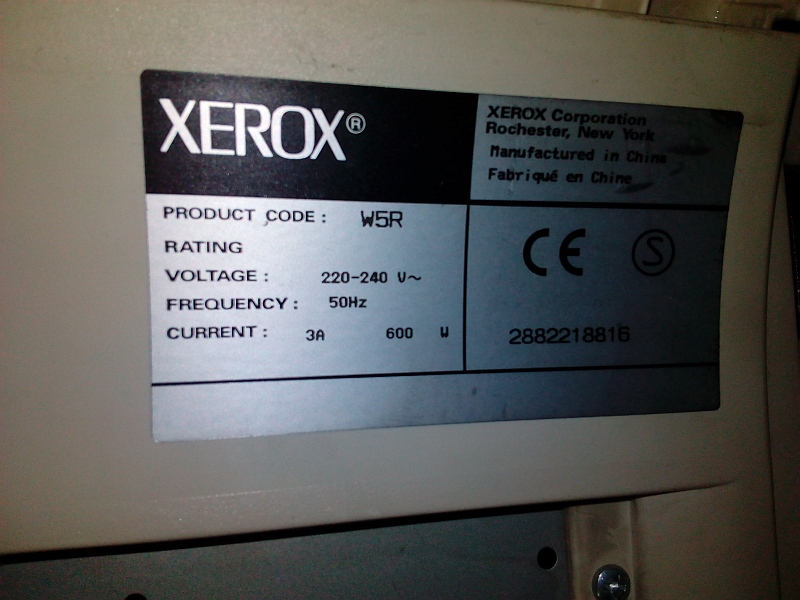 XEROX®
XEROX Corporation
Rochester, New York
Manufactured in China
Fabriqué en Chine
PRODUCT CODE : W5R
RATING
VOLTAGE : 220-240 V~
FREQUENCY : 50Hz
CURRENT : 3A 600 W
CE S
2882218816